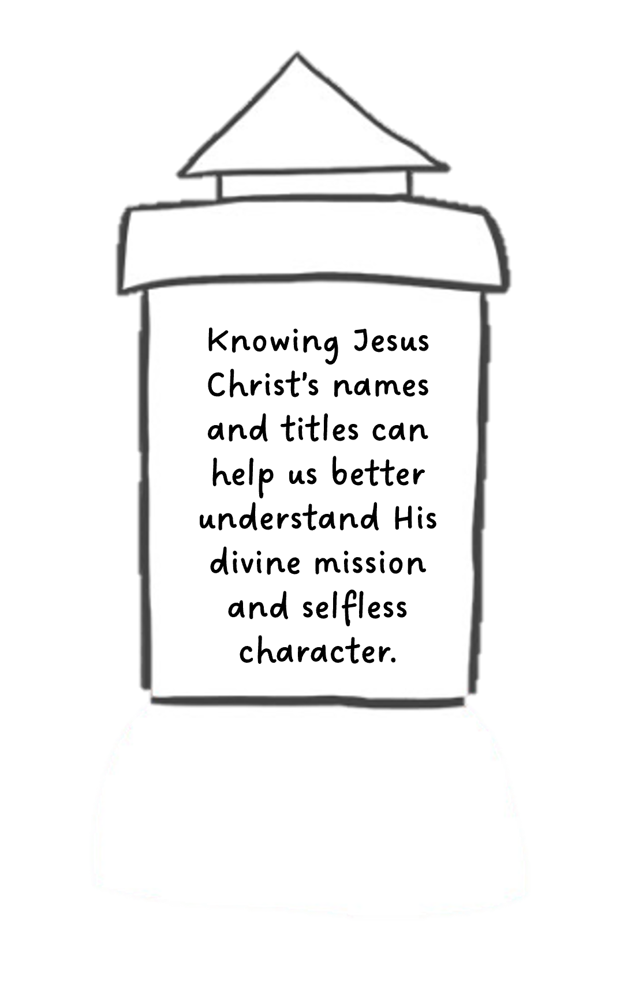 Knowing Jesus
Christ's names
and titles can
help us better
understand His
divine mission
and selfless
character.